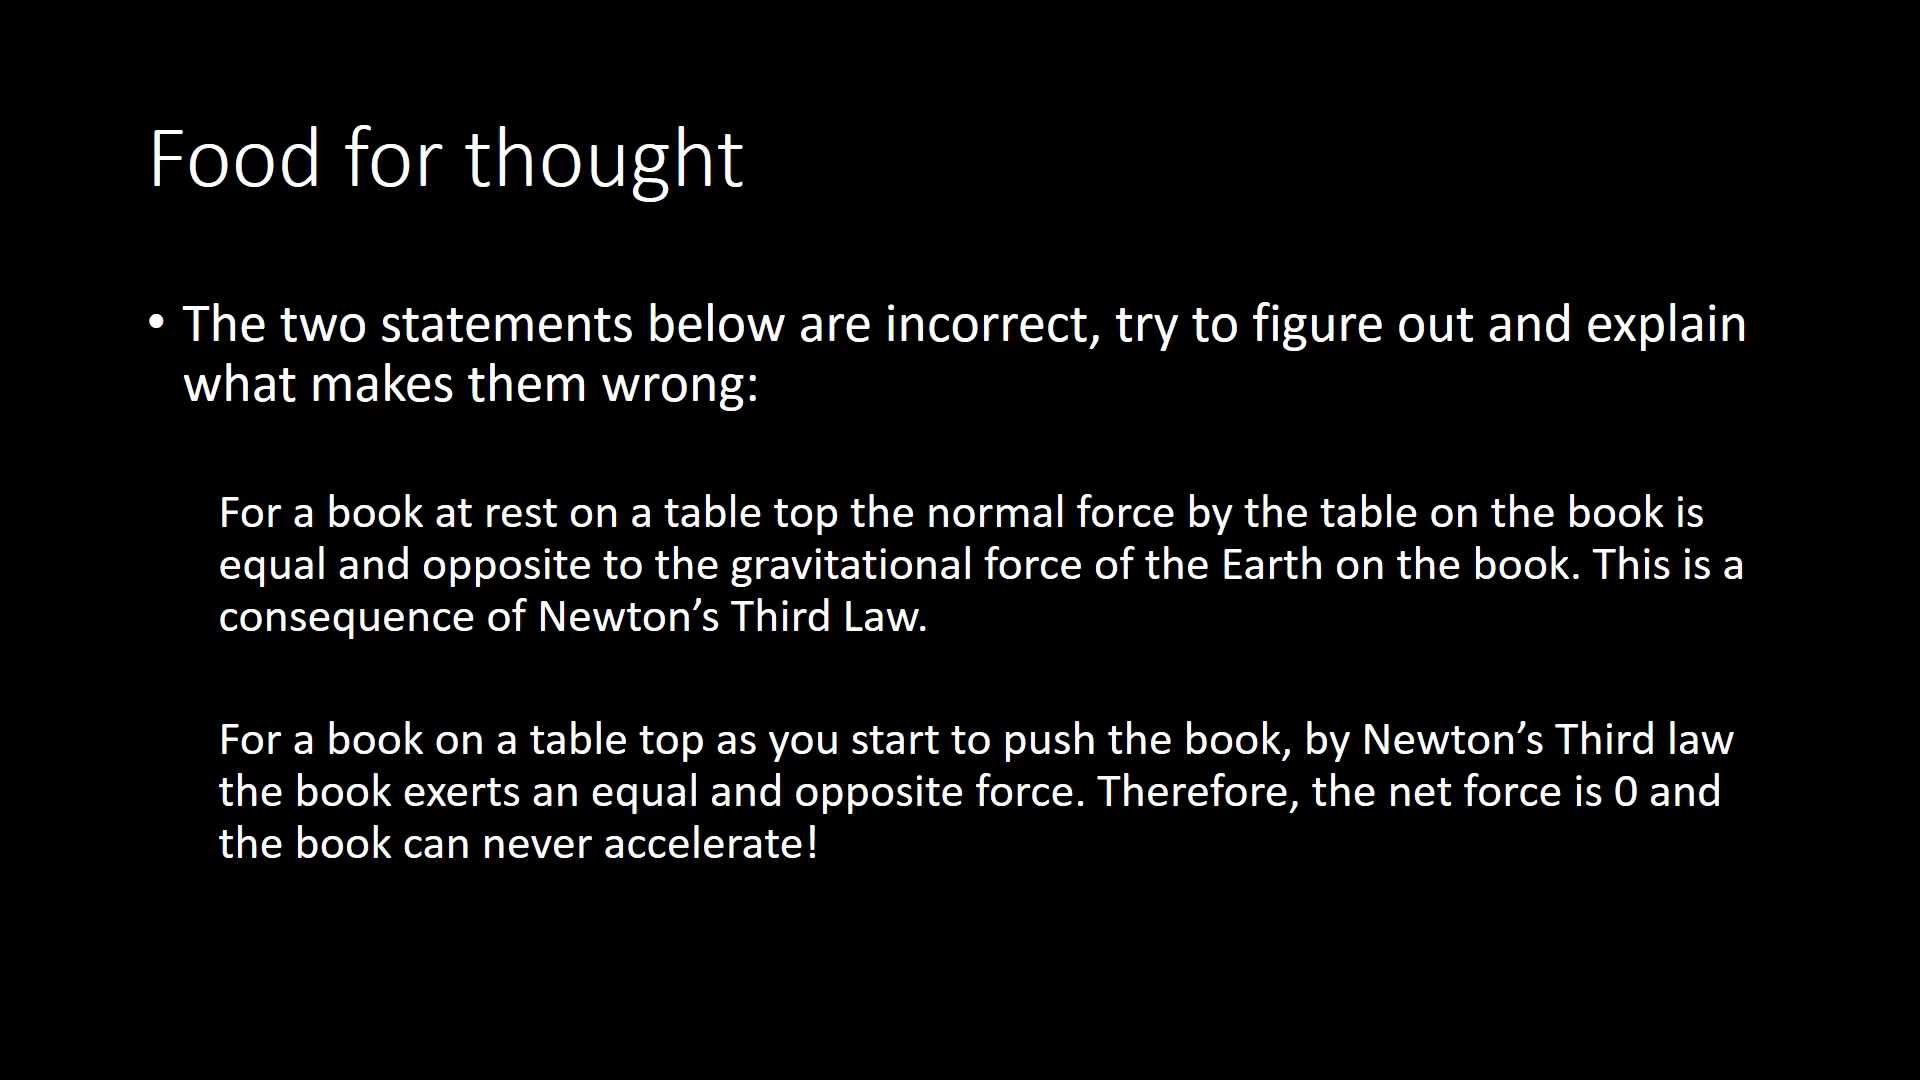 Food for thought
• The two statements below are incorrect, try to figure out and explain
what makes them wrong:
For a book at rest on a table top the normal force by the table on the book is
equal and opposite to the gravitational force of the Earth on the book. This is a
consequence of Newton’s Third Law.
For a book on a table top as you start to push the book, by Newton’s Third law
the book exerts an equal and opposite force. Therefore, the net force is 0 and
the book can never accelerate!